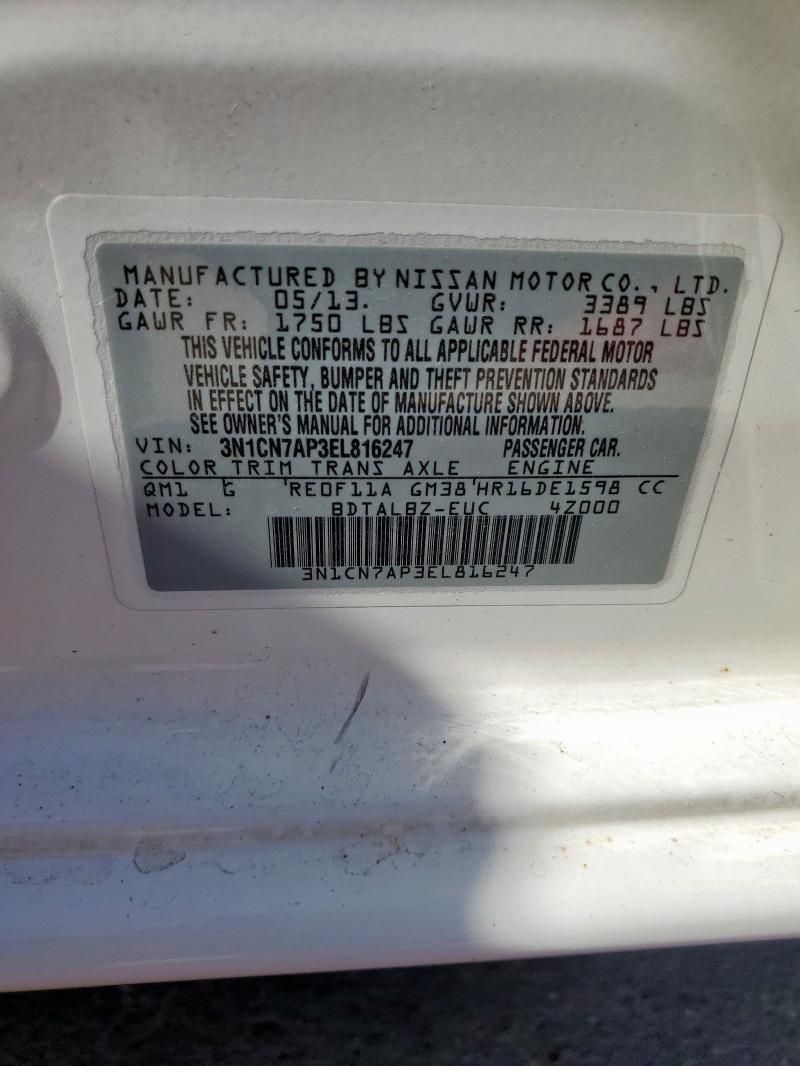 MANUFACTURED BY NISSAN MOTOR CO., LTD.
DATE: 05/13. GVWR: 3389 LBS
GAWR FR: 1750 LBS GAWR RR: 1687 LBS
THIS VEHICLE CONFORMS TO ALL APPLICABLE FEDERAL MOTOR
VEHICLE SAFETY, BUMPER AND THEFT PREVENTION STANDARDS
IN EFFECT ON THE DATE OF MANUFACTURE SHOWN ABOVE.
SEE OWNER'S MANUAL FOR ADDITIONAL INFORMATION.
VIN: 3N1CN7AP3EL816247 PASSENGER CAR.
COLOR TRIM TRANS AXLE ENGINE
QM1 G RE0F11A GM38 HR16DE1598 CC
MODEL: BDTALBZ-EUC 4Z000
3N1CN7AP3EL816247